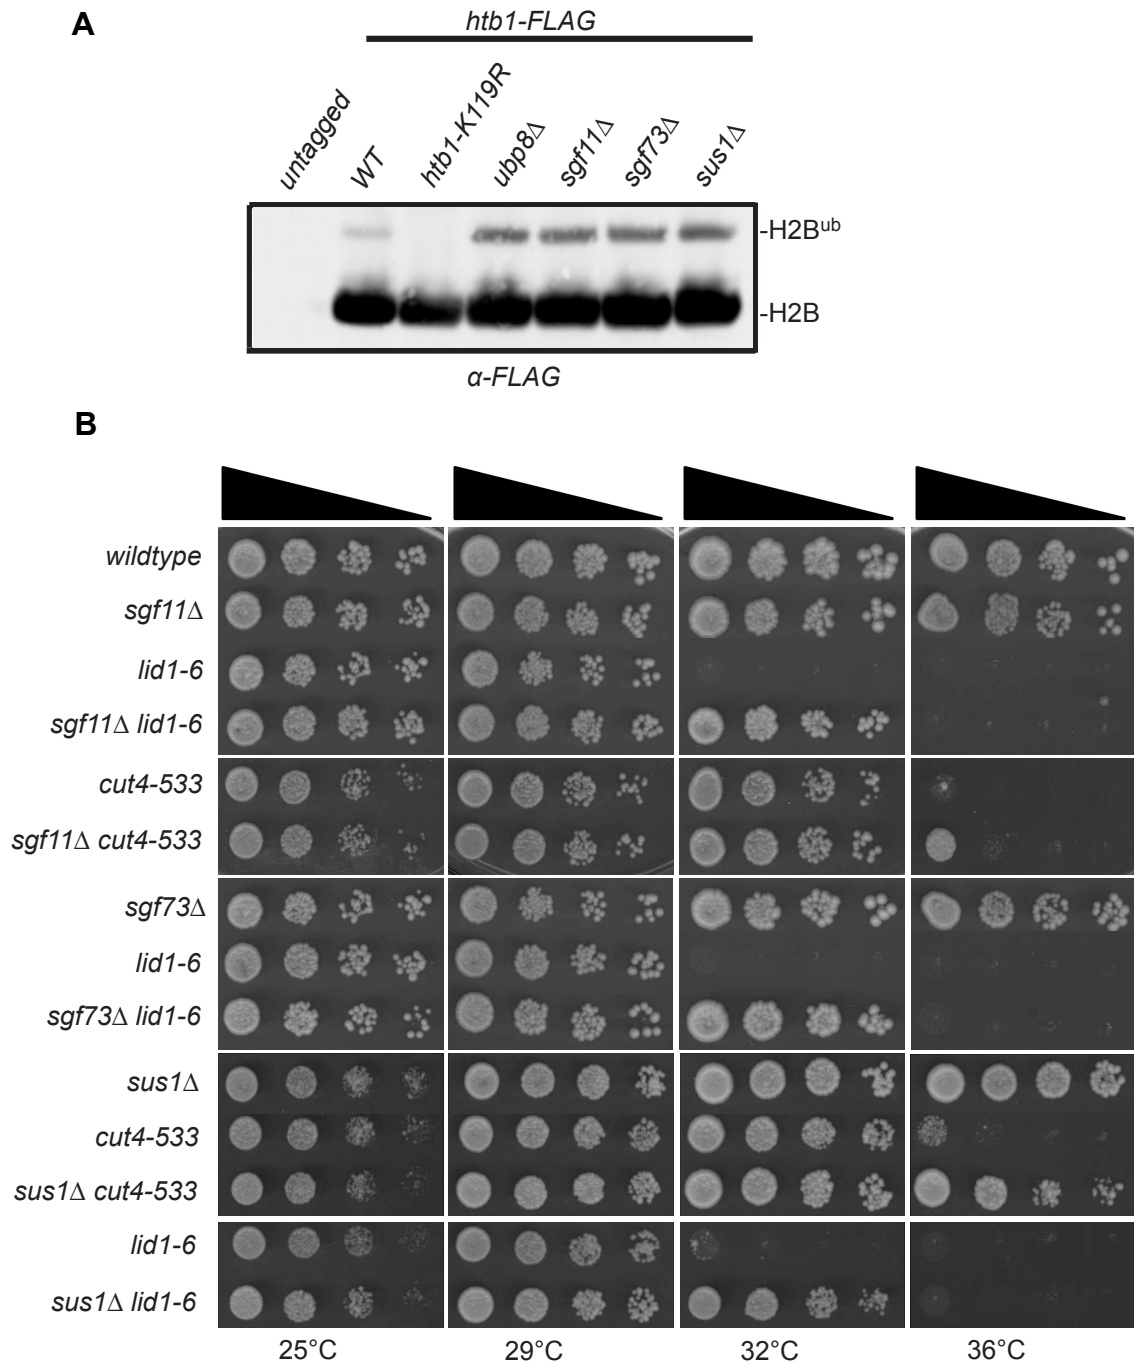 A
htb1-FLAG
untagged
WT
htb1-K119R
ubp8Δ
sgf11Δ
sgf73Δ
sus1Δ
-H2Bub
-H2B
α-FLAG
B
wildtype
sgf11Δ
lid1-6
sgf11Δ lid1-6
cut4-533
sgf11Δ cut4-533
sgf73Δ
lid1-6
sgf73Δ lid1-6
sus1Δ
cut4-533
sus1Δ cut4-533
lid1-6
sus1Δ lid1-6
25°C 29°C 32°C 36°C